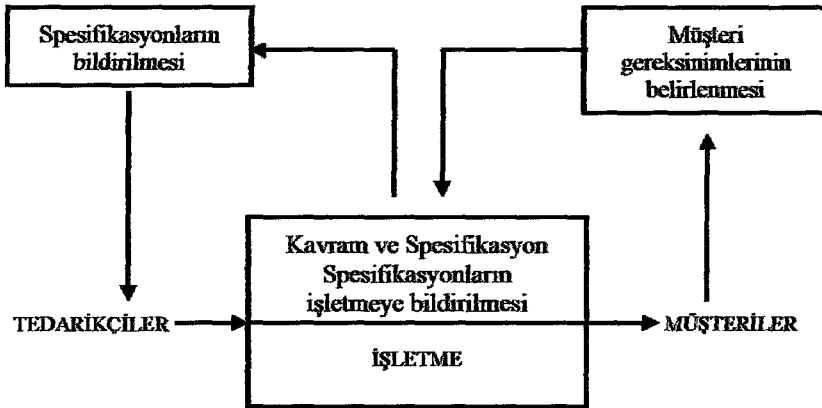 Spesifikasyonların
bildirilmesi
Müşteri
gereksinimlerinin
belirlenmesi
Kavram ve Spesifikasyon
Spesifikasyonların
işletmeye bildirilmesi
TEDARİKÇİLER
MÜŞTERİLER
İŞLETME